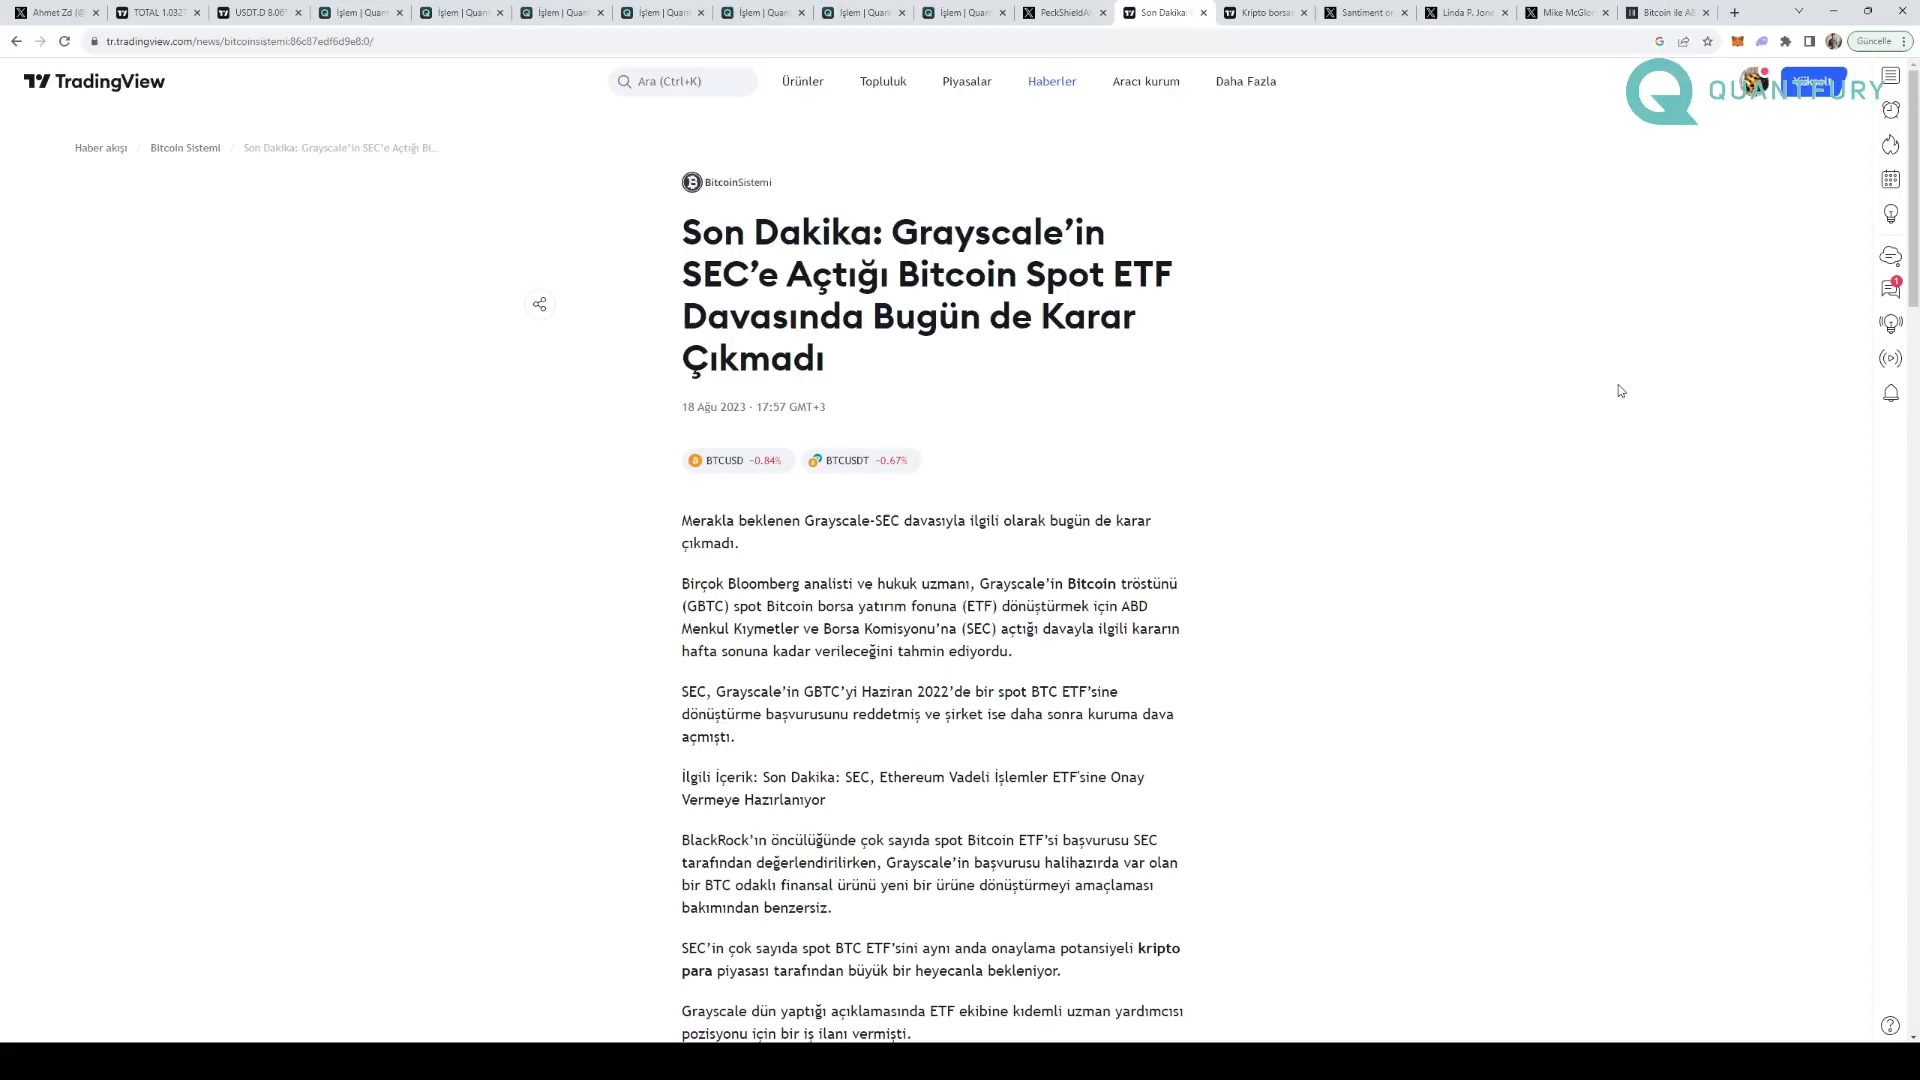 Ahmet Zd (@
TOTAL 1.032T
USDT.D 8.06%
İşlem | Quan
İşlem | Quan
İşlem | Quan
İşlem | Quan
İşlem | Quan
İşlem | Quan
İşlem | Quan
PeckShieldAl
Son Dakika:
Kripto borsa
Santiment on
Linda P. Jone
Mike McGlo
Bitcoin ile AB
tr.tradingview.com/news/bitcoinsistemi:86c87edf6d9e8:0/
Güncelle
TradingView
Ara (Ctrl+K)
Ürünler
Topluluk
Piyasalar
Haberler
Aracı kurum
Daha Fazla
QUANTFURY
Haber akışı / Bitcoin Sistemi / Son Dakika: Grayscale’in SEC’e Açtığı Bi...
BitcoinSistemi
Son Dakika: Grayscale’in
SEC’e Açtığı Bitcoin Spot ETF
Davasında Bugün de Karar
Çıkmadı
18 Ağu 2023 · 17:57 GMT+3
BTCUSD −0.84%
BTCUSDT −0.67%
1
Merakla beklenen Grayscale-SEC davasıyla ilgili olarak bugün de karar
çıkmadı.
Birçok Bloomberg analisti ve hukuk uzmanı, Grayscale’in Bitcoin tröstünü
(GBTC) spot Bitcoin borsa yatırım fonuna (ETF) dönüştürmek için ABD
Menkul Kıymetler ve Borsa Komisyonu’na (SEC) açtığı davayla ilgili kararın
hafta sonuna kadar verileceğini tahmin ediyordu.
SEC, Grayscale’in GBTC’yi Haziran 2022’de bir spot BTC ETF’sine
dönüştürme başvurusunu reddetmiş ve şirket ise daha sonra kuruma dava
açmıştı.
İlgili İçerik: Son Dakika: SEC, Ethereum Vadeli İşlemler ETF'sine Onay
Vermeye Hazırlanıyor
BlackRock’ın öncülüğünde çok sayıda spot Bitcoin ETF’si başvurusu SEC
tarafından değerlendirilirken, Grayscale’in başvurusu halihazırda var olan
bir BTC odaklı finansal ürünü yeni bir ürüne dönüştürmeyi amaçlaması
bakımından benzersiz.
SEC’in çok sayıda spot BTC ETF’sini aynı anda onaylama potansiyeli kripto
para piyasası tarafından büyük bir heyecanla bekleniyor.
Grayscale dün yaptığı açıklamasında ETF ekibine kıdemli uzman yardımcısı
pozisyonu için bir iş ilanı vermişti.